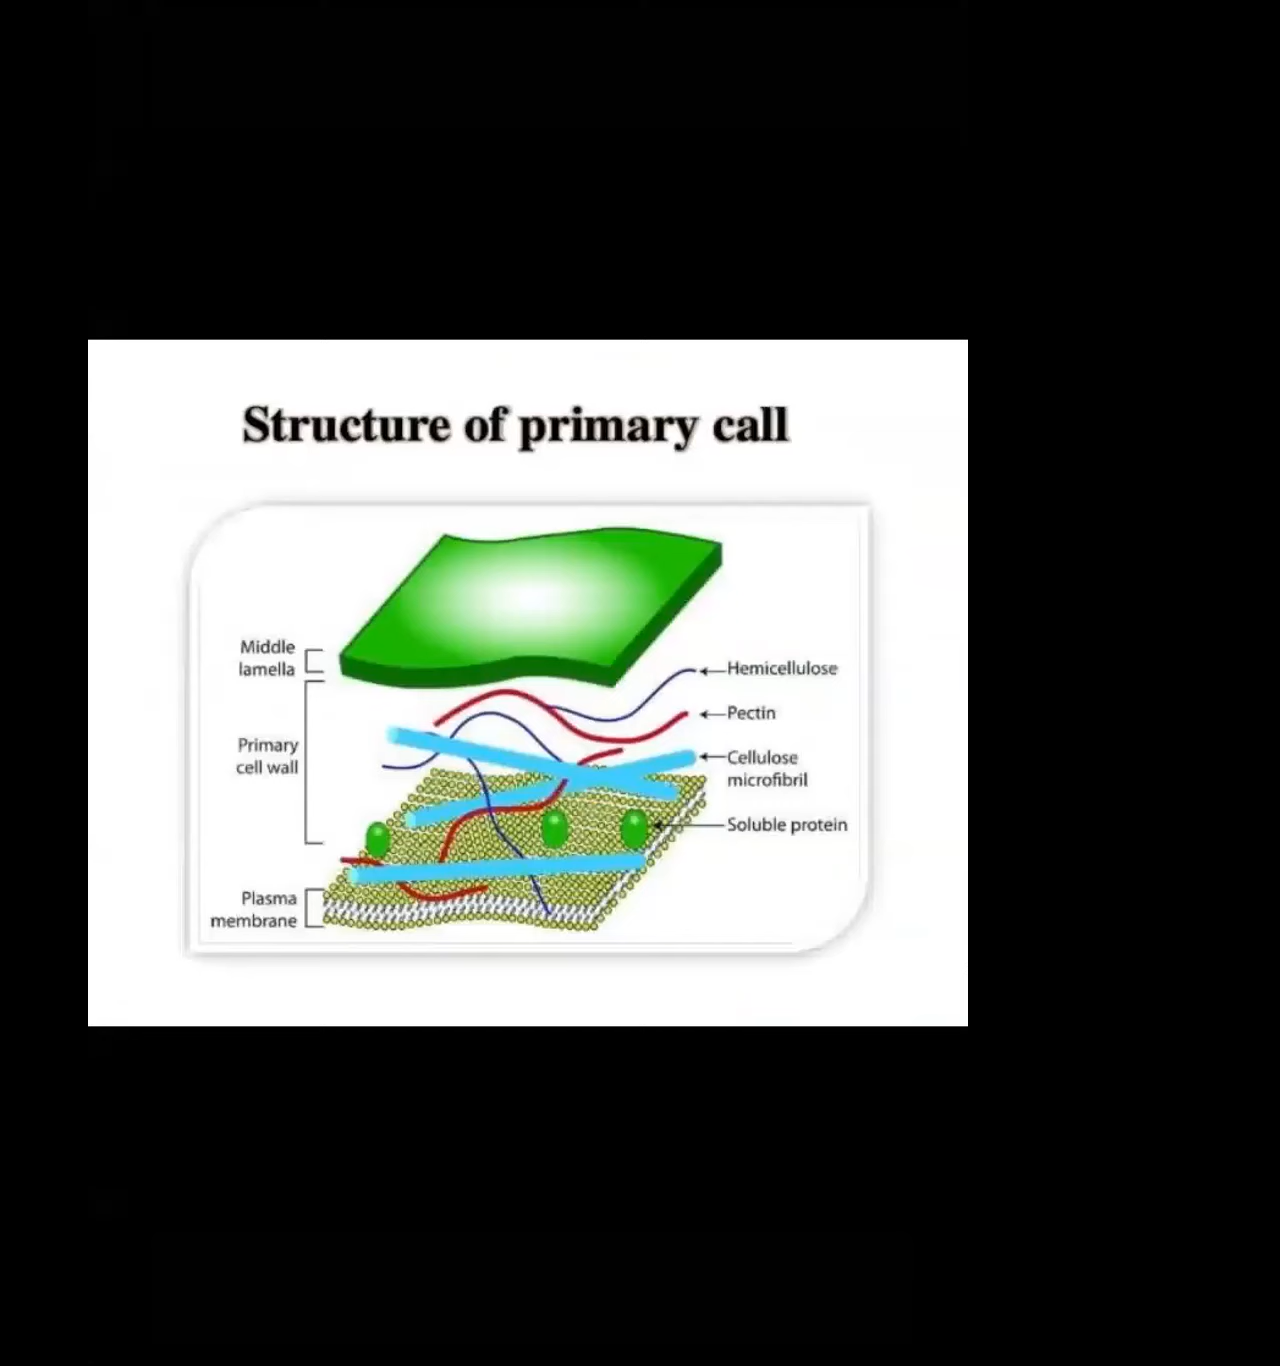 Structure of primary call
Middle
lamella
Hemicellulose
Pectin
Primary
cell wall
Cellulose
microfibril
Soluble protein
Plasma
membrane